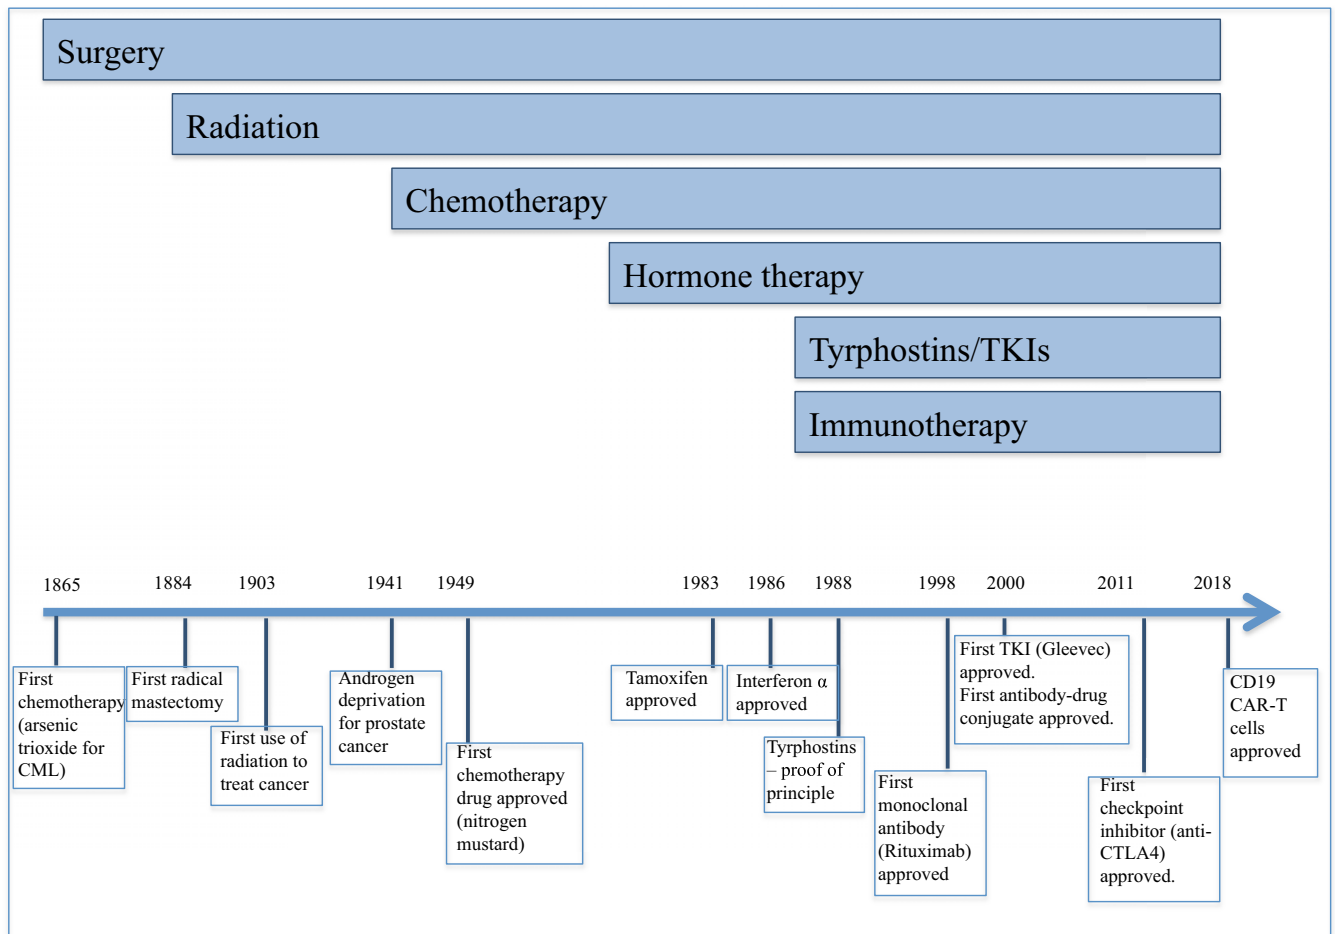 Surgery
Radiation
Chemotherapy
Hormone therapy
Tyrphostins/TKIs
Immunotherapy
1865
1884
1903
1941
1949
1983
1986
1988
1998
2000
2011
2018
First
chemotherapy
(arsenic
trioxide for
CML)
First radical
mastectomy
First use of
radiation to
treat cancer
Androgen
deprivation
for prostate
cancer
First
chemotherapy
drug approved
(nitrogen
mustard)
Tamoxifen
approved
Interferon α
approved
Tyrphostins
– proof of
principle
First
monoclonal
antibody
(Rituximab)
approved
First TKI (Gleevec)
approved.
First antibody-drug
conjugate approved.
First
checkpoint
inhibitor (anti-
CTLA4)
approved.
CD19
CAR-T
cells
approved